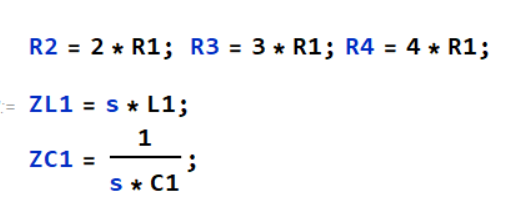 R2 = 2 * R1; R3 = 3 * R1; R4 = 4 * R1;
:= ZL1 = s * L1;
ZC1 = 1 / (s * C1);